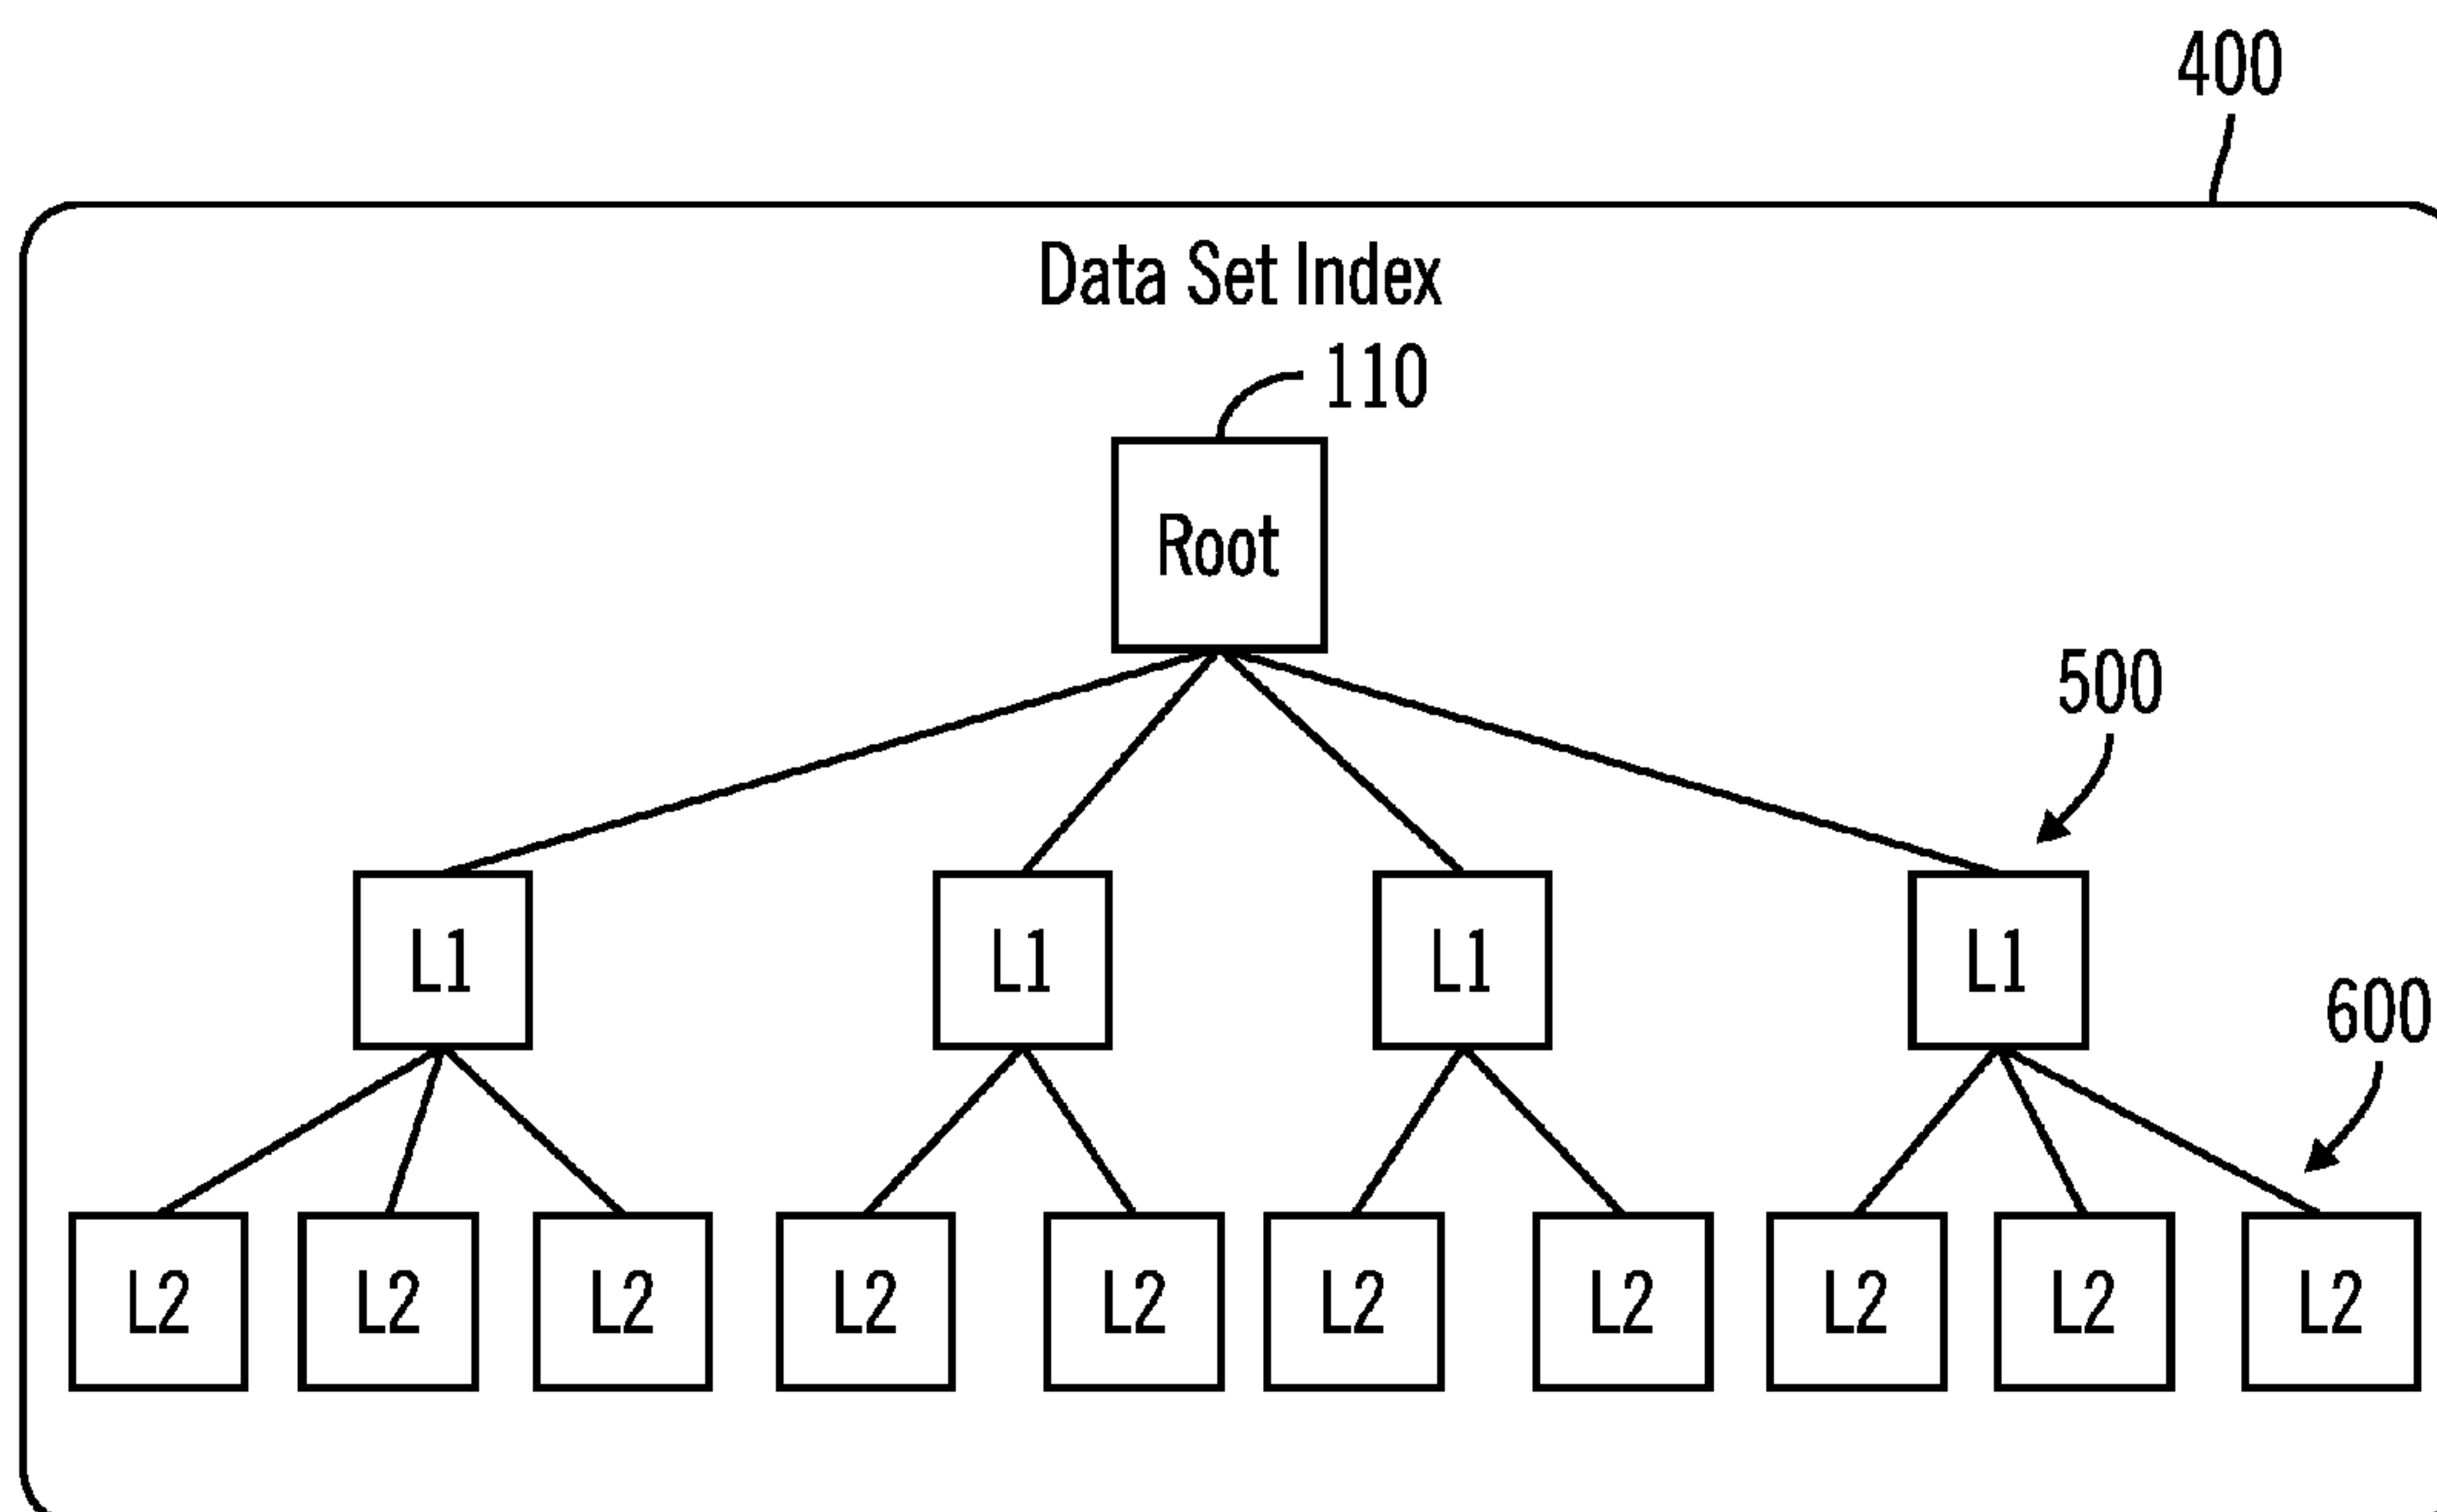 400
Data Set Index
110
Root
500
L1 L1 L1 L1
600
L2 L2 L2 L2 L2 L2 L2 L2 L2 L2